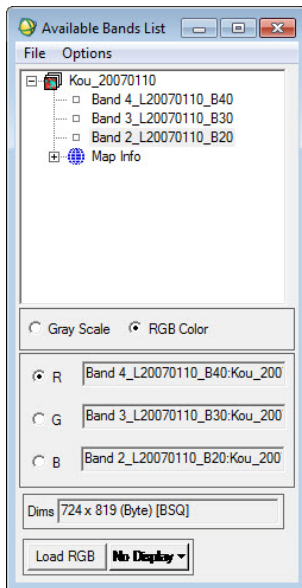 Available Bands List
File Options
Kou_20070110
Band 4_L20070110_B40
Band 3_L20070110_B30
Band 2_L20070110_B20
Map Info
Gray Scale RGB Color
R Band 4_L20070110_B40:Kou_200
G Band 3_L20070110_B30:Kou_200
B Band 2_L20070110_B20:Kou_200
Dims 724 x 819 (Byte) [BSQ]
Load RGB No Display